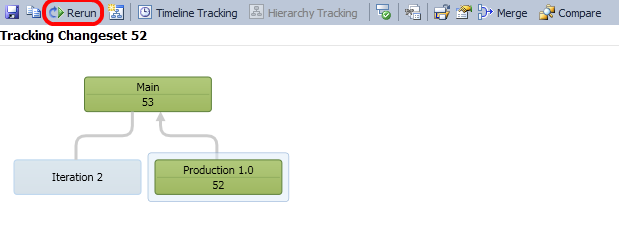 Rerun Timeline Tracking Hierarchy Tracking Merge Compare
Tracking Changeset 52
Main
53
Iteration 2
Production 1.0
52